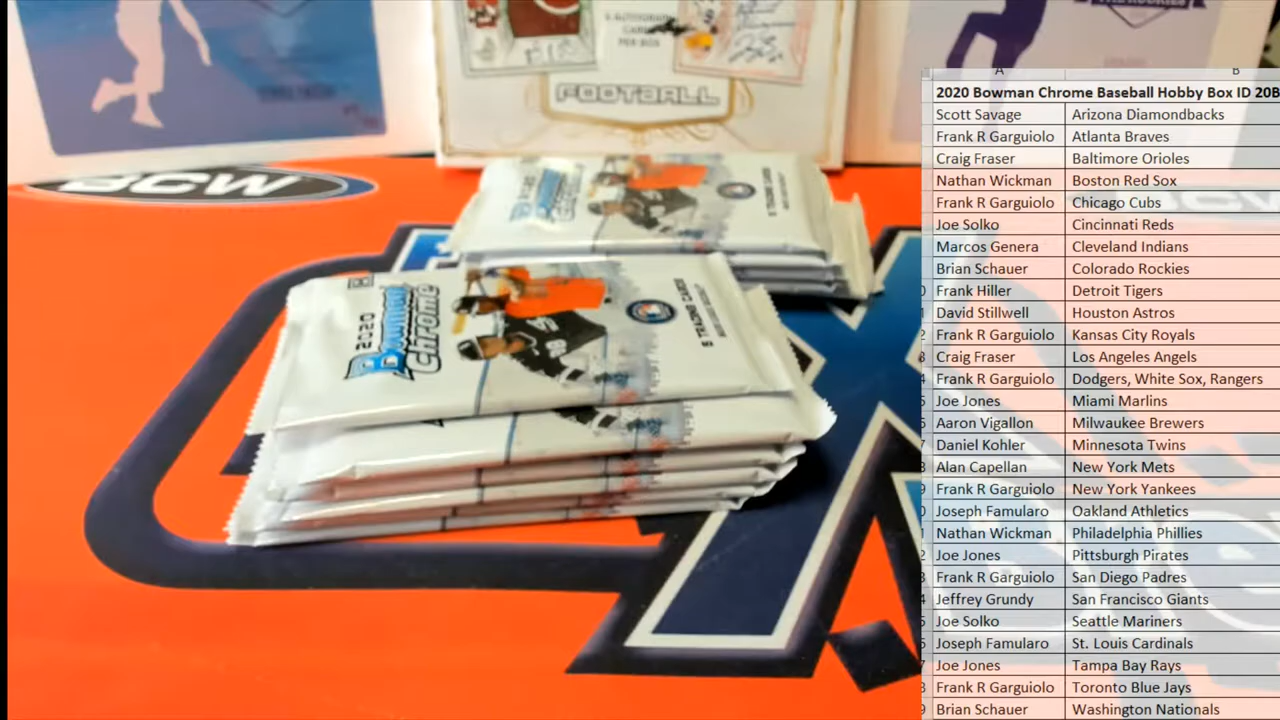 5 AUTOGRAPH
PER BOX
FOOTBALL
BCW
2020
Bowman
Chrome
A B
2020 Bowman Chrome Baseball Hobby Box ID 20B
Scott Savage Arizona Diamondbacks
Frank R Garguiolo Atlanta Braves
Craig Fraser Baltimore Orioles
Nathan Wickman Boston Red Sox
Frank R Garguiolo Chicago Cubs
Joe Solko Cincinnati Reds
Marcos Genera Cleveland Indians
Brian Schauer Colorado Rockies
Frank Hiller Detroit Tigers
David Stillwell Houston Astros
Frank R Garguiolo Kansas City Royals
Craig Fraser Los Angeles Angels
Frank R Garguiolo Dodgers, White Sox, Rangers
Joe Jones Miami Marlins
Aaron Vigallon Milwaukee Brewers
Daniel Kohler Minnesota Twins
Alan Capellan New York Mets
Frank R Garguiolo New York Yankees
Joseph Famularo Oakland Athletics
Nathan Wickman Philadelphia Phillies
Joe Jones Pittsburgh Pirates
Frank R Garguiolo San Diego Padres
Jeffrey Grundy San Francisco Giants
Joe Solko Seattle Mariners
Joseph Famularo St. Louis Cardinals
Joe Jones Tampa Bay Rays
Frank R Garguiolo Toronto Blue Jays
Brian Schauer Washington Nationals